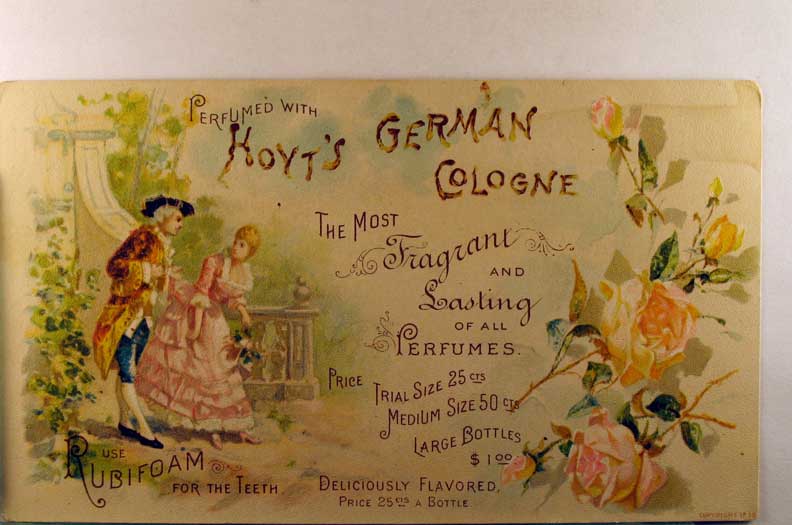 PERFUMED WITH
HOYT'S GERMAN
COLOGNE
THE MOST
Fragrant
AND
Lasting
OF ALL
PERFUMES.
PRICE TRIAL SIZE 25 CTS
MEDIUM SIZE 50 CTS
LARGE BOTTLES
$1.00
USE
RUBIFOAM
FOR THE TEETH
DELICIOUSLY FLAVORED,
PRICE 25 CTS A BOTTLE
COPYRIGHT